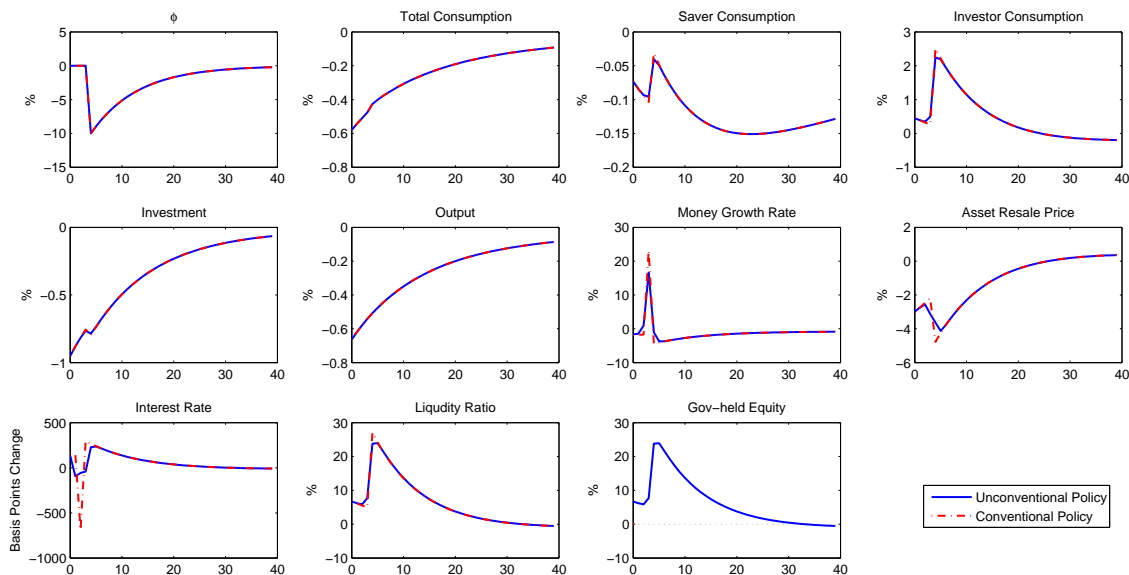 ϕ
Total Consumption
Saver Consumption
Investor Consumption
5
0
−5
−10
−15
%
0 10 20 30 40
0
−0.2
−0.4
−0.6
−0.8
%
0 10 20 30 40
0
−0.05
−0.1
−0.15
−0.2
%
0 10 20 30 40
3
2
1
0
−1
%
0 10 20 30 40
Investment
Output
Money Growth Rate
Asset Resale Price
0
−0.5
−1
%
0 10 20 30 40
0
−0.2
−0.4
−0.6
−0.8
%
0 10 20 30 40
30
20
10
0
−10
%
0 10 20 30 40
2
0
−2
−4
−6
%
0 10 20 30 40
Interest Rate
Liqudity Ratio
Gov−held Equity
500
0
−500
−1000
Basis Points Change
0 10 20 30 40
30
20
10
0
−10
%
0 10 20 30 40
30
20
10
0
−10
%
0 10 20 30 40
Unconventional Policy
Conventional Policy